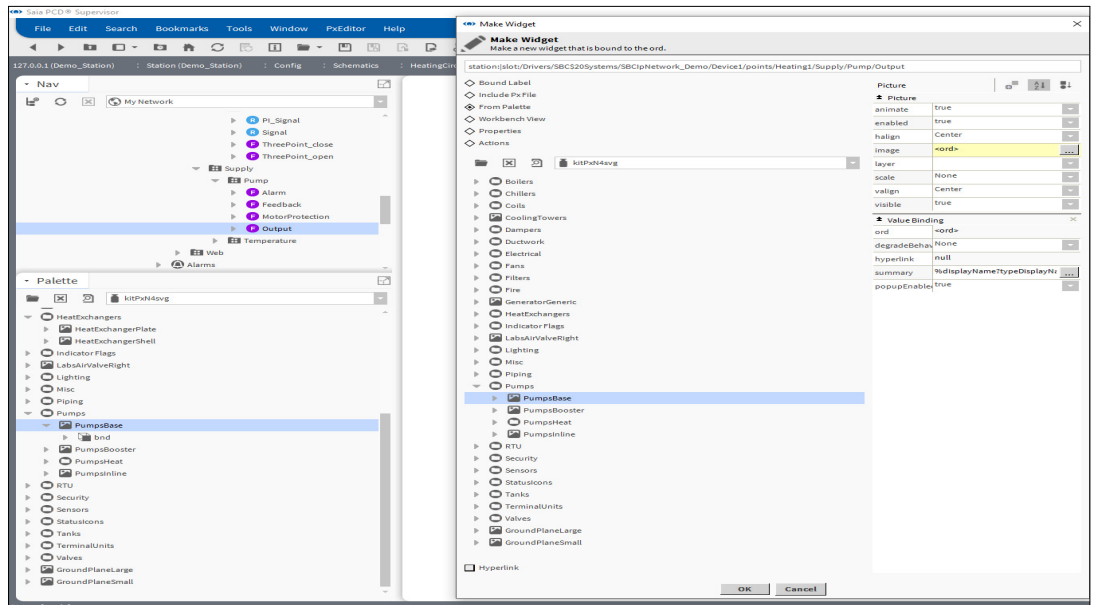 Saia PCD® Supervisor
File Edit Search Bookmarks Tools Window PxEditor Help
127.0.0.1 (Demo_Station) : Station (Demo_Station) : Config : Schematics : HeatingCir
Nav
My Network
PI_Signal
Signal
ThreePoint_close
ThreePoint_open
Supply
Pump
Alarm
Feedback
MotorProtection
Output
Temperature
Web
Alarms
Palette
kitPxN4svg
HeatExchangers
HeatExchangerPlate
HeatExchangerShell
Indicator Flags
LabsAirValveRight
Lighting
Misc
Piping
Pumps
PumpsBase
bnd
PumpsBooster
PumpsHeat
PumpsInline
RTU
Security
Sensors
StatusIcons
Tanks
TerminalUnits
Valves
GroundPlaneLarge
GroundPlaneSmall
Make Widget
Make Widget
Make a new widget that is bound to the ord.
station:|slot:/Drivers/SBC$20Systems/SBCIpNetwork_Demo/Device1/points/Heating1/Supply/Pump/Output
Bound Label
Include Px File
From Palette
Workbench View
Properties
Actions
kitPxN4svg
Boilers
Chillers
Coils
CoolingTowers
Dampers
Ductwork
Electrical
Fans
Filters
Fire
GeneratorGeneric
HeatExchangers
Indicator Flags
LabsAirValveRight
Lighting
Misc
Piping
Pumps
PumpsBase
PumpsBooster
PumpsHeat
PumpsInline
RTU
Security
Sensors
StatusIcons
Tanks
TerminalUnits
Valves
GroundPlaneLarge
GroundPlaneSmall
Hyperlink
OK Cancel
Picture
Picture
animate true
enabled true
halign Center
image <ord> ...
layer
scale None
valign Center
visible true
Value Binding
ord <ord>
degradeBehav None
hyperlink null
summary %displayName?typeDisplayNa ...
popupEnabled true